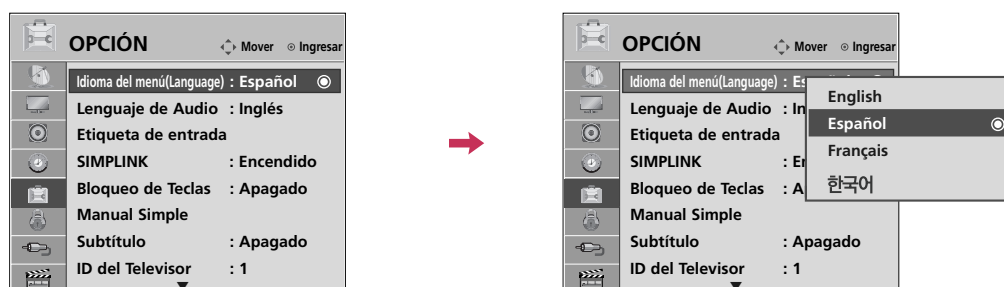 OPCIÓN Mover Ingresar
Idioma del menú(Language) : Español
Lenguaje de Audio : Inglés
Etiqueta de entrada
SIMPLINK : Encendido
Bloqueo de Teclas : Apagado
Manual Simple
Subtítulo : Apagado
ID del Televisor : 1
OPCIÓN Mover Ingresar
Idioma del menú(Language) : Es
Lenguaje de Audio : In
Etiqueta de entrada
SIMPLINK : En
Bloqueo de Teclas : A
Manual Simple
Subtítulo : Apagado
ID del Televisor : 1
English
Español
Français
한국어